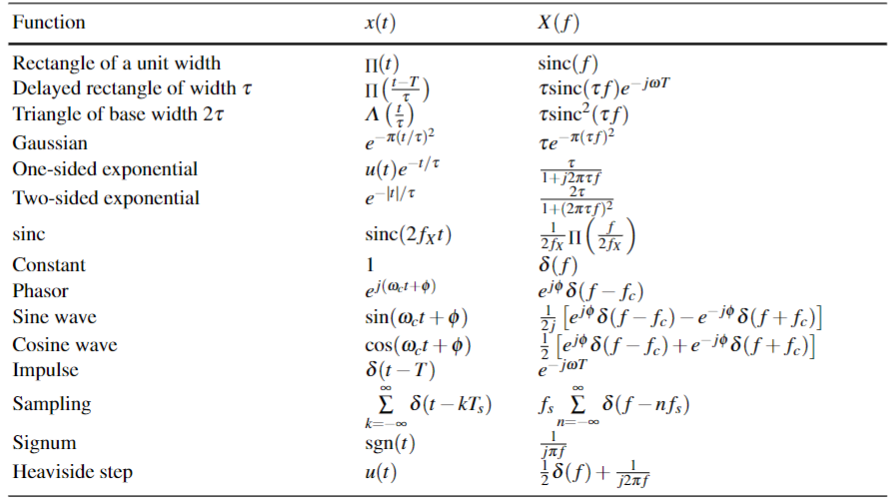 Function x(t) X(f)
Rectangle of a unit width Π(t) sinc(f)
Delayed rectangle of width τ Π((t−T)/τ) τsinc(τf)e^{−jωT}
Triangle of base width 2τ Λ(t/τ) τsinc²(τf)
Gaussian e^{−π(t/τ)²} τe^{−π(τf)²}
One-sided exponential u(t)e^{−t/τ} τ/(1+j2πτf)
Two-sided exponential e^{−|t|/τ} 2τ/(1+(2πτf)²)
sinc sinc(2f_X t) 1/(2f_X) Π(f/(2f_X))
Constant 1 δ(f)
Phasor e^{j(ω_c t+ϕ)} e^{jϕ}δ(f−f_c)
Sine wave sin(ω_c t+ϕ) 1/(2j) [e^{jϕ}δ(f−f_c)−e^{−jϕ}δ(f+f_c)]
Cosine wave cos(ω_c t+ϕ) 1/2 [e^{jϕ}δ(f−f_c)+e^{−jϕ}δ(f+f_c)]
Impulse δ(t−T) e^{−jωT}
Sampling ∑_{k=−∞}^{∞} δ(t−kT_s) f_s ∑_{n=−∞}^{∞} δ(f−nf_s)
Signum sgn(t) 1/(jπf)
Heaviside step u(t) 1/2 δ(f)+1/(j2πf)